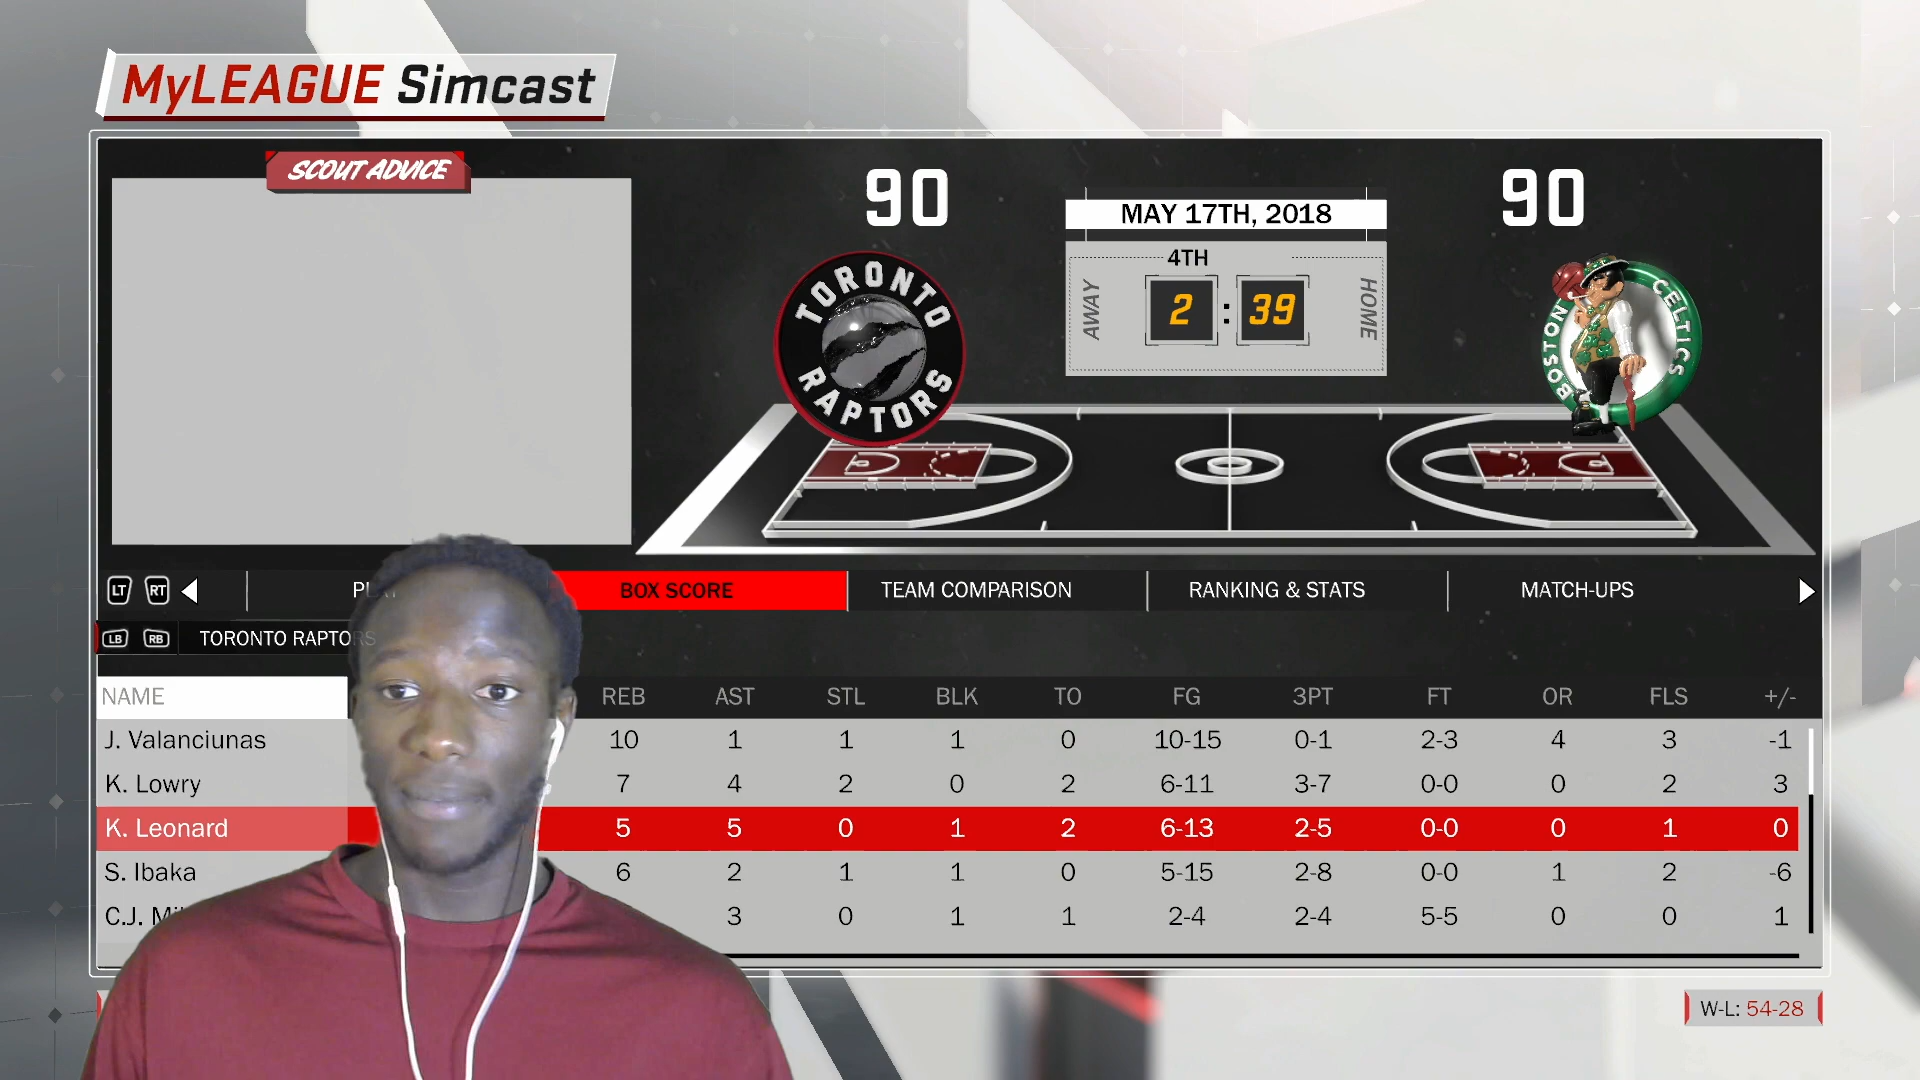 MyLEAGUE Simcast
SCOUT ADVICE
90
MAY 17TH, 2018
90
4TH
AWAY
2 : 39
HOME
TORONTO RAPTORS
BOSTON CELTICS
LT RT
BOX SCORE
TEAM COMPARISON
RANKING & STATS
MATCH-UPS
LB RB TORONTO RAPTORS
NAME REB AST STL BLK TO FG 3PT FT OR FLS +/-
J. Valanciunas 10 1 1 1 0 10-15 0-1 2-3 4 3 -1
K. Lowry 7 4 2 0 2 6-11 3-7 0-0 0 2 3
K. Leonard 5 5 0 1 2 6-13 2-5 0-0 0 1 0
S. Ibaka 6 2 1 1 0 5-15 2-8 0-0 1 2 -6
C.J. 3 0 1 1 2-4 2-4 5-5 0 0 1
W-L: 54-28